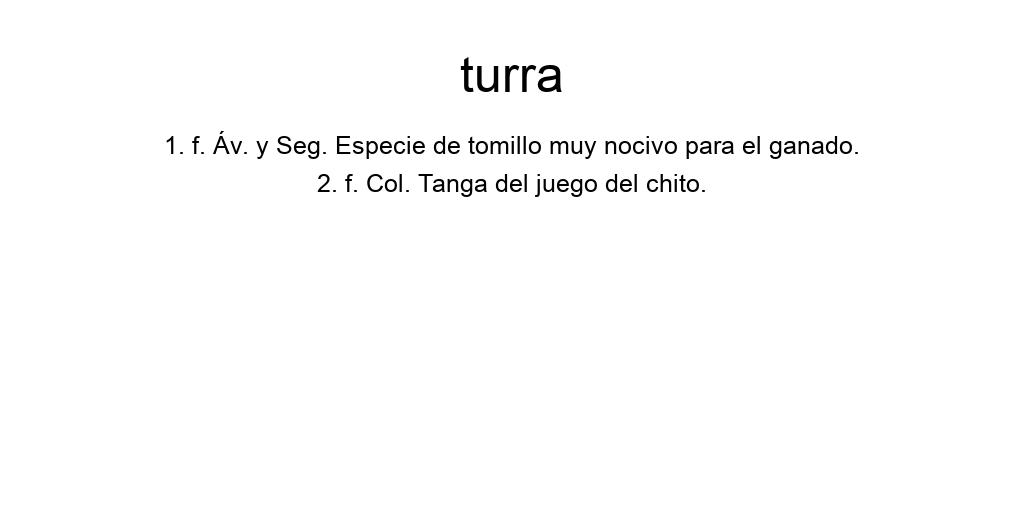 turra
1. f. Áv. y Seg. Especie de tomillo muy nocivo para el ganado.
2. f. Col. Tanga del juego del chito.